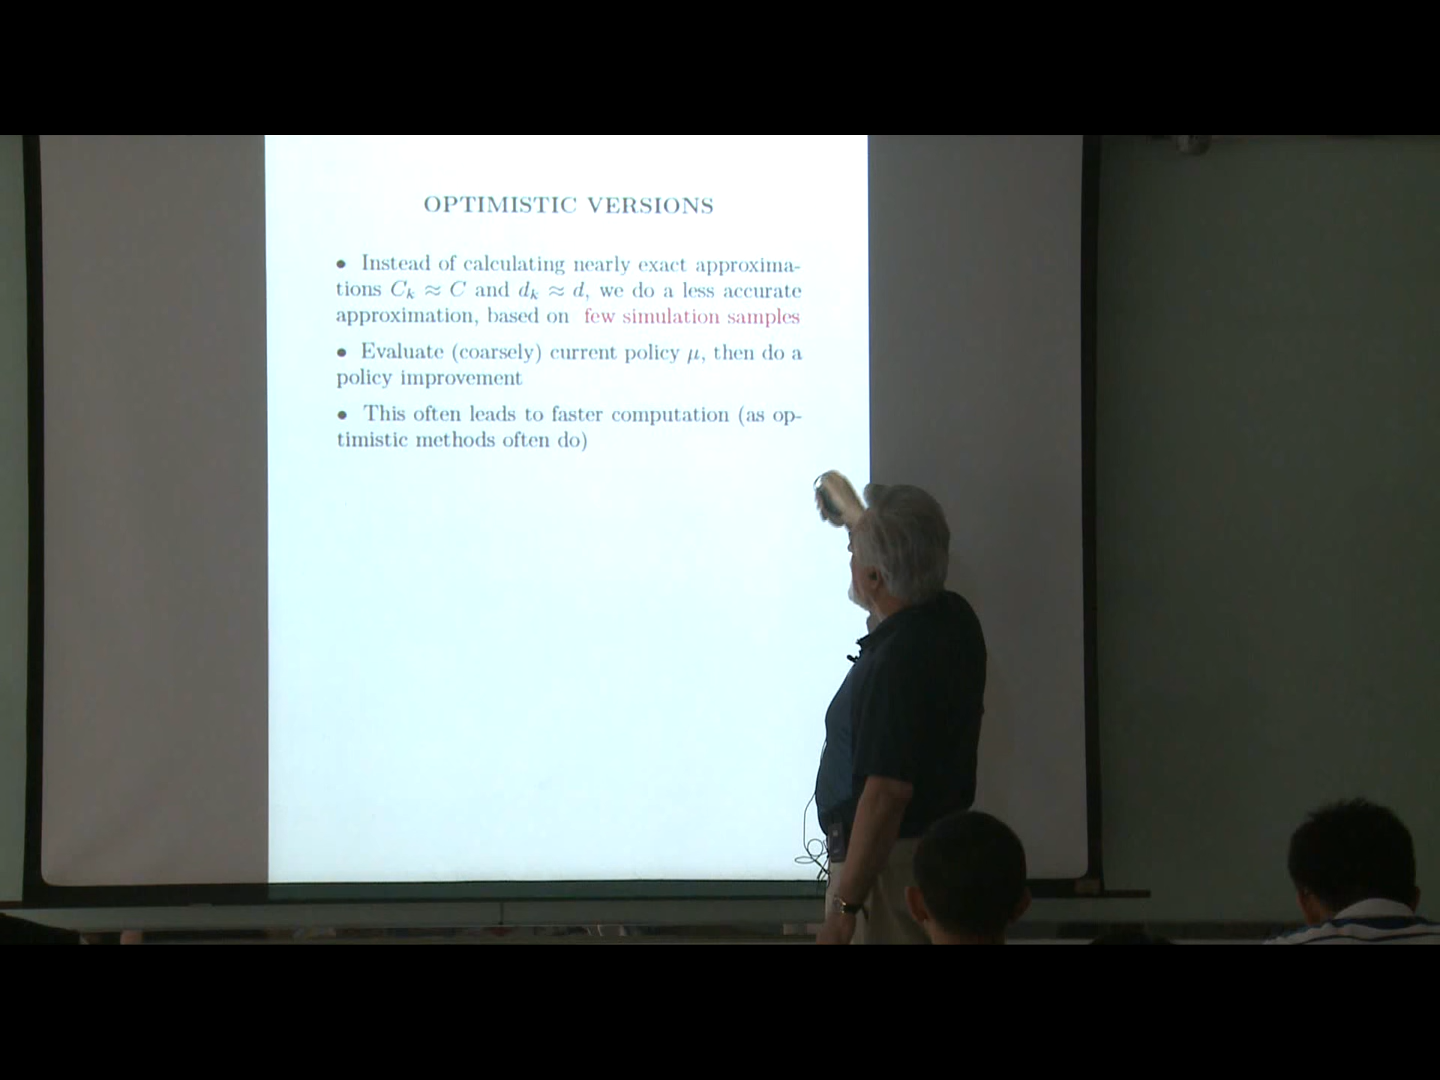 OPTIMISTIC VERSIONS
• Instead of calculating nearly exact approxima-
tions Cₖ ≈ C and dₖ ≈ d, we do a less accurate
approximation, based on few simulation samples
• Evaluate (coarsely) current policy μ, then do a
policy improvement
• This often leads to faster computation (as op-
timistic methods often do)